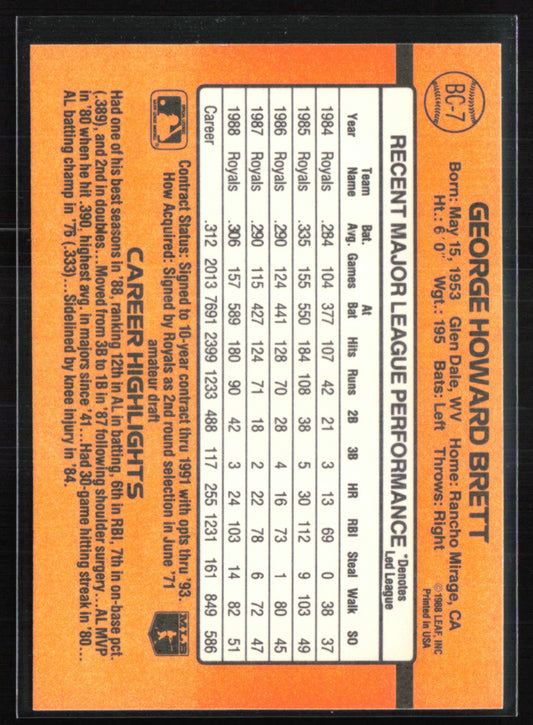 BC-7
GEORGE HOWARD BRETT
Born: May 15, 1953 Glen Dale, WV Home: Rancho Mirage, CA
Ht.: 6' 0" Wgt.: 195 Bats: Left Throws: Right
©1988 LEAF, INC
Printed in USA
RECENT MAJOR LEAGUE PERFORMANCE *Denotes Led League
Year Team Name Bat. Avg. Games At Bat Hits Runs 2B 3B HR RBI Steal Walk SO
1984 Royals .284 104 377 107 42 21 3 13 69 0 38 37
1985 Royals .335 155 550 184 108 38 5 30 112 9 103 49
1986 Royals .290 124 441 128 70 28 4 16 73 1 80 45
1987 Royals .290 115 427 124 71 18 2 22 78 6 72 47
1988 Royals .306 157 589 180 90 42 3 24 103 14 82 51
Career .312 2013 7691 2399 1233 488 117 255 1231 161 849 586
Contract Status: Signed to 10-year contract thru 1991 with opts thru '93.
How Acquired: Signed by Royals as 2nd round selection in June '71
amateur draft
MLB
CAREER HIGHLIGHTS
Had one of his best seasons in '88, ranking 12th in AL in batting, 6th in RBI, 7th in on-base pct.
(.389), and 2nd in doubles...Moved from 3B to 1B in '87 following shoulder surgery... AL MVP
in '80 when he hit .390, highest avg. in majors since '41...Had 30-game hitting streak in '80...
AL batting champ in '76 (.333)...Sidelined by knee injury in '84.